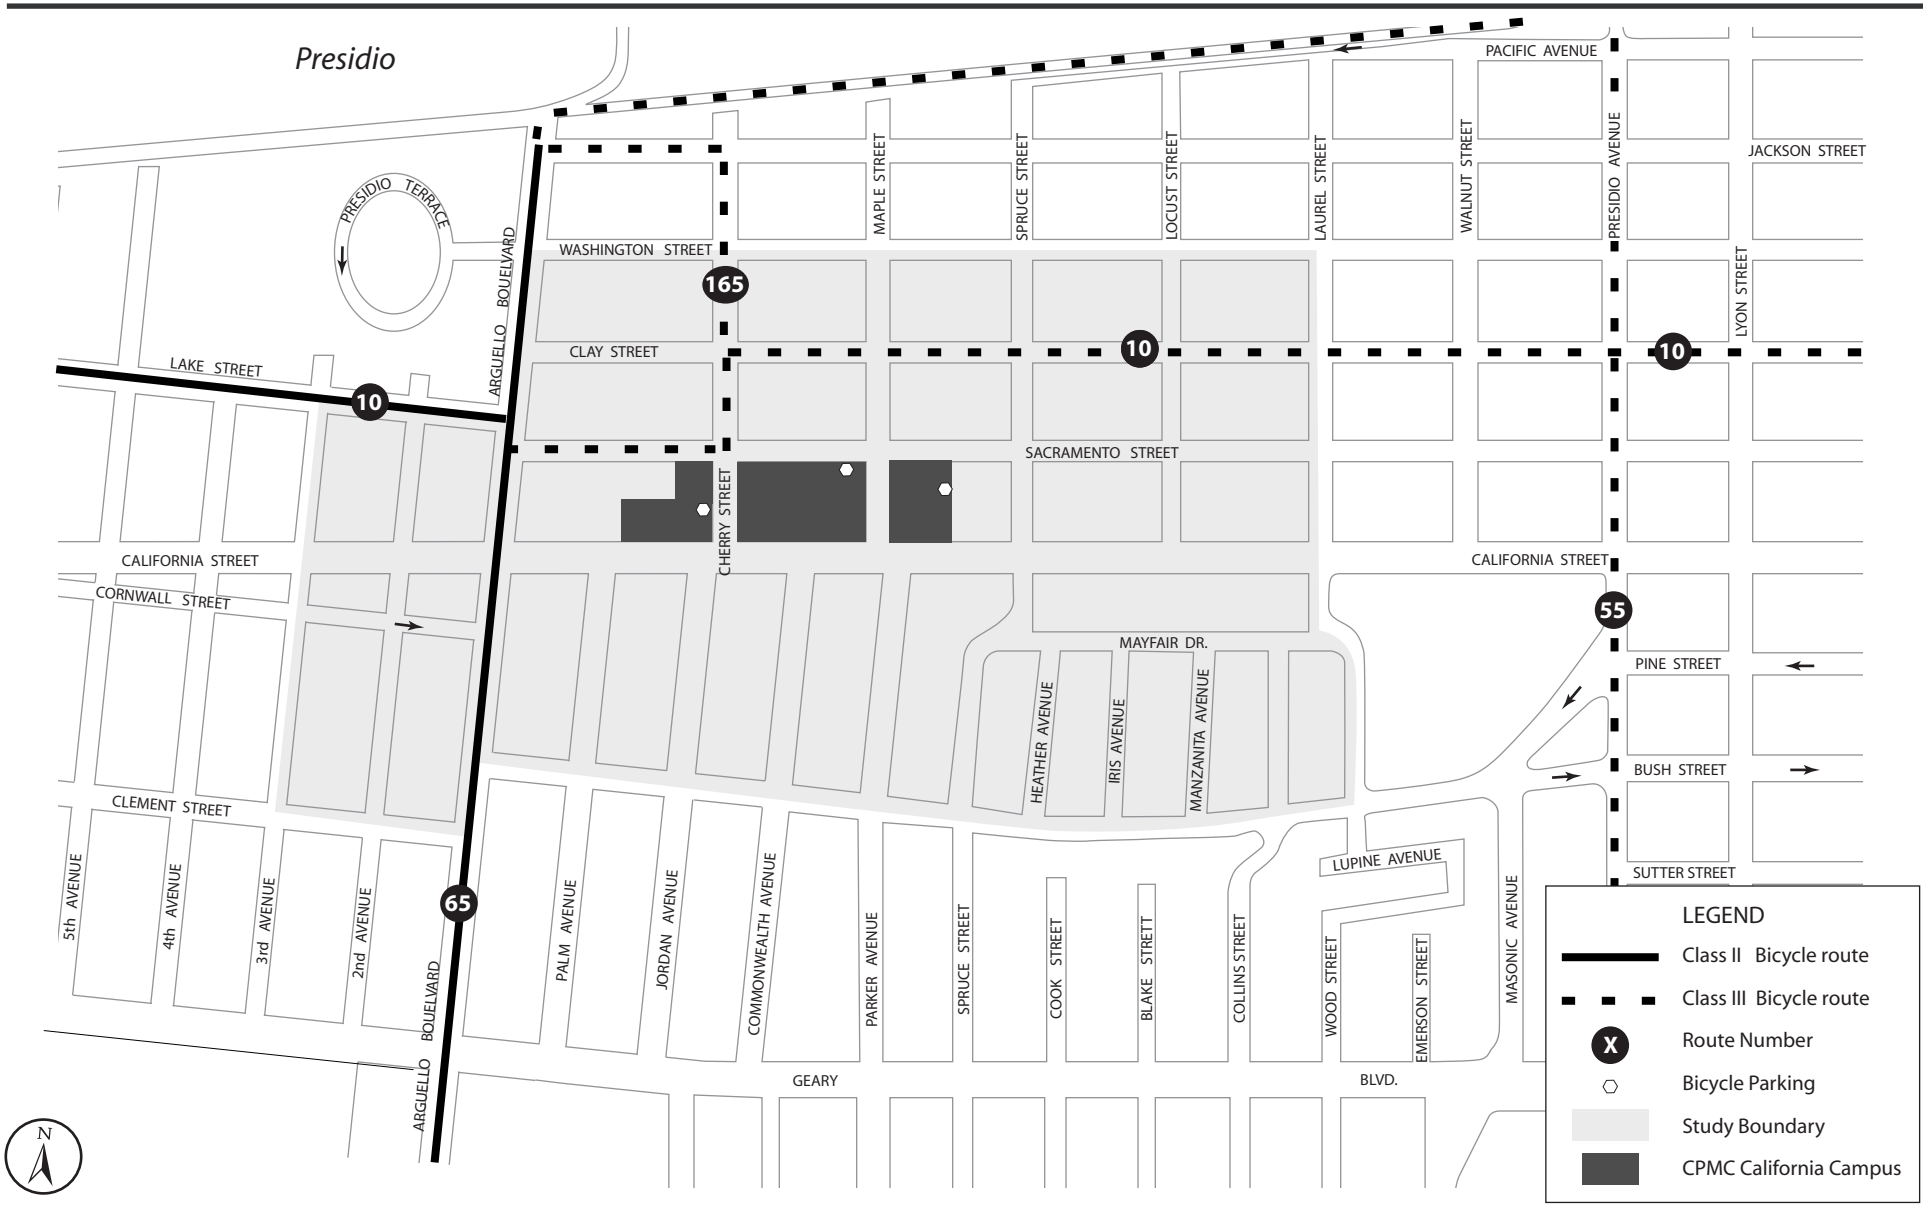 Presidio
PACIFIC AVENUE
JACKSON STREET
PRESIDIO TERRACE
ARGUELLO BOUELVARD
MAPLE STREET
SPRUCE STREET
LOCUST STREET
LAUREL STREET
WALNUT STREET
PRESIDIO AVENUE
LYON STREET
WASHINGTON STREET
165
CLAY STREET
10
10
LAKE STREET
10
SACRAMENTO STREET
CHERRY STREET
CALIFORNIA STREET
CALIFORNIA STREET
CORNWALL STREET
55
MAYFAIR DR.
PINE STREET
HEATHER AVENUE
IRIS AVENUE
MANZANITA AVENUE
BUSH STREET
CLEMENT STREET
LUPINE AVENUE
SUTTER STREET
5th AVENUE
4th AVENUE
3rd AVENUE
2nd AVENUE
65
ARGUELLO BOUELVARD
PALM AVENUE
JORDAN AVENUE
COMMONWEALTH AVENUE
PARKER AVENUE
SPRUCE STREET
COOK STREET
BLAKE STRETT
COLLINS STREET
WOOD STREET
EMERSON STREET
MASONIC AVENUE
GEARY BLVD.
N
LEGEND
Class II Bicycle route
Class III Bicycle route
X Route Number
Bicycle Parking
Study Boundary
CPMC California Campus